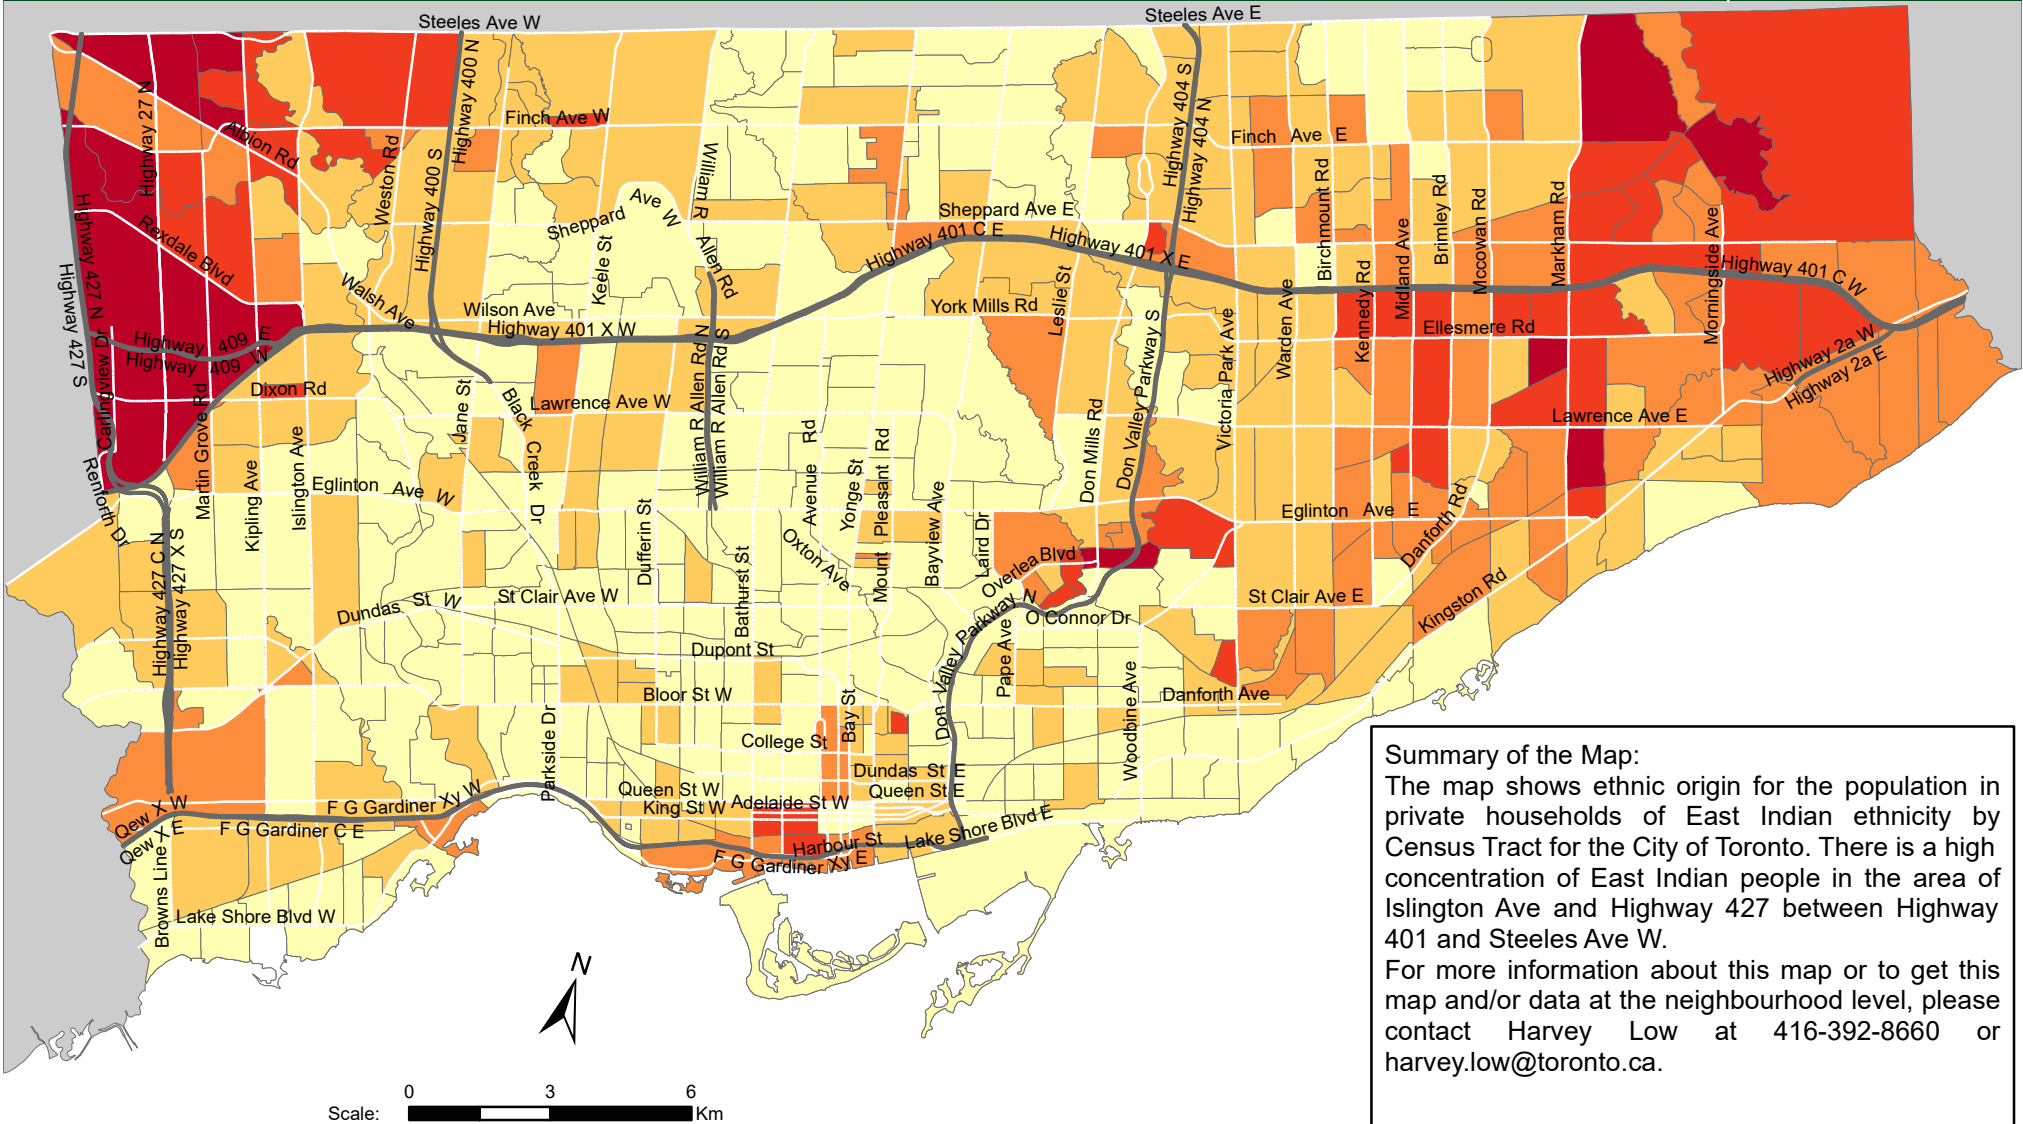 Steeles Ave W
Steeles Ave E
Highway 400 N
Highway 404 S
Highway 404 N
Finch Ave W
Finch Ave E
Highway 27 N
Albion Rd
Weston Rd
Highway 400 S
William R
Allen Rd
Sheppard Ave W
Sheppard Ave E
Keele St
Birchmount Rd
Midland Ave
Brimley Rd
Mccowan Rd
Markham Rd
Morningside Ave
Highway 427 N
Highway 427 S
Rexdale Blvd
Walsh Ave
Wilson Ave
Highway 401 X W
Highway 401 C E
Highway 401 X E
Highway 401 C W
York Mills Rd
Leslie St
Warden Ave
Kennedy Rd
Ellesmere Rd
Highway 2a W
Highway 2a E
Highway 409 E
Highway 409 W
Carlingview Dr
Martin Grove Rd
Dixon Rd
Jane St
Black Creek Dr
Lawrence Ave W
William R Allen Rd N
William R Allen Rd S
Lawrence Ave E
Victoria Park Ave
Don Valley Parkway S
Don Mills Rd
Renforth Dr
Kipling Ave
Islington Ave
Eglinton Ave W
Dufferin St
Bathurst St
Avenue Rd
Yonge St
Mount Pleasant Rd
Bayview Ave
Laird Dr
Oxton Ave
Overlea Blvd
Eglinton Ave E
Danforth Rd
Kingston Rd
Highway 427 C N
Highway 427 X S
Dundas St W
St Clair Ave W
St Clair Ave E
O Connor Dr
Don Valley Parkway N
Pape Ave
Woodbine Ave
Dupont St
Bloor St W
Danforth Ave
Bay St
Parkside Dr
College St
Dundas St E
Queen St W
Queen St E
King St W
Adelaide St W
Qew X W
Qew X E
F G Gardiner Xy W
F G Gardiner C E
Harbour St
F G Gardiner Xy E
Lake Shore Blvd E
Browns Line
Lake Shore Blvd W
N
Scale:
0 3 6
Km
Summary of the Map:
The map shows ethnic origin for the population in
private households of East Indian ethnicity by
Census Tract for the City of Toronto. There is a high
concentration of East Indian people in the area of
Islington Ave and Highway 427 between Highway
401 and Steeles Ave W.
For more information about this map or to get this
map and/or data at the neighbourhood level, please
contact Harvey Low at 416-392-8660 or
harvey.low@toronto.ca.